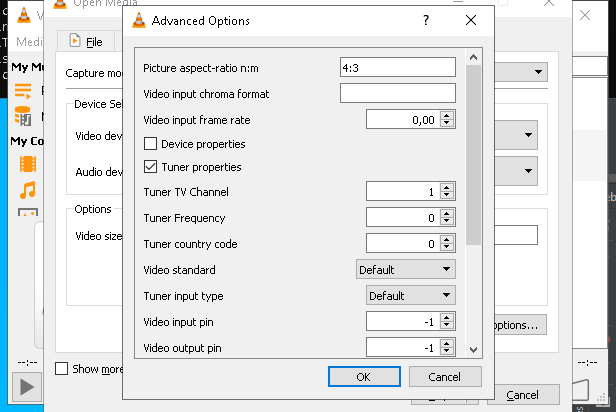 Open Media
Advanced Options
?
File
Medi
My M
My Co
Capture mo
Device Sel
Video dev
Audio dev
Options
Video size
Picture aspect-ratio n:m
4:3
Video input chroma format
Video input frame rate
0,00
Device properties
Tuner properties
Tuner TV Channel
1
Tuner Frequency
0
Tuner country code
0
Video standard
Default
Tuner input type
Default
Video input pin
-1
Video output pin
-1
options...
Show more
--:--
--:--
OK
Cancel
Cancel